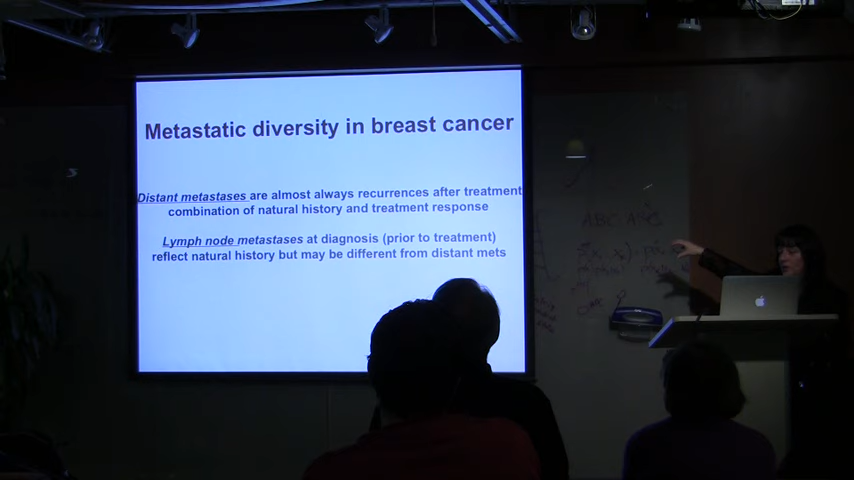 Metastatic diversity in breast cancer
Distant metastases are almost always recurrences after treatment
combination of natural history and treatment response
Lymph node metastases at diagnosis (prior to treatment)
reflect natural history but may be different from distant mets
ABC